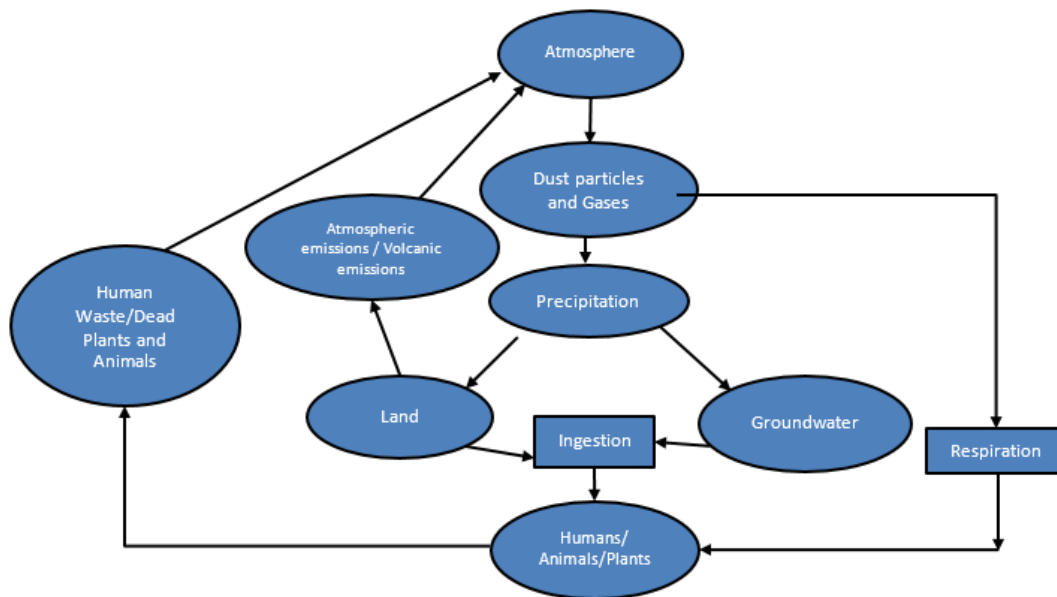 Atmosphere
Dust particles
and Gases
Atmospheric
emissions / Volcanic
emissions
Human
Waste/Dead
Plants and
Animals
Precipitation
Land
Ingestion
Groundwater
Respiration
Humans/
Animals/Plants